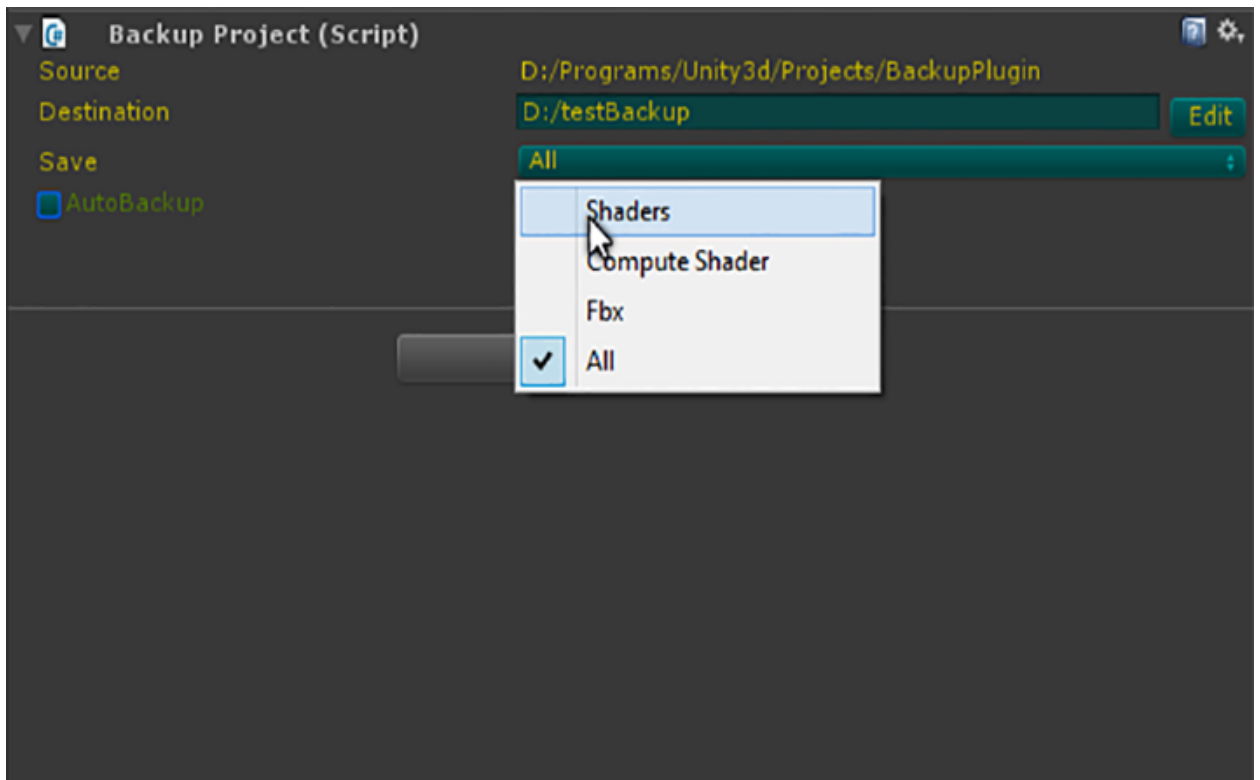 Backup Project (Script)
Source D:/Programs/Unity3d/Projects/BackupPlugin
Destination D:/testBackup Edit
Save All
AutoBackup
Shaders
Compute Shader
Fbx
All